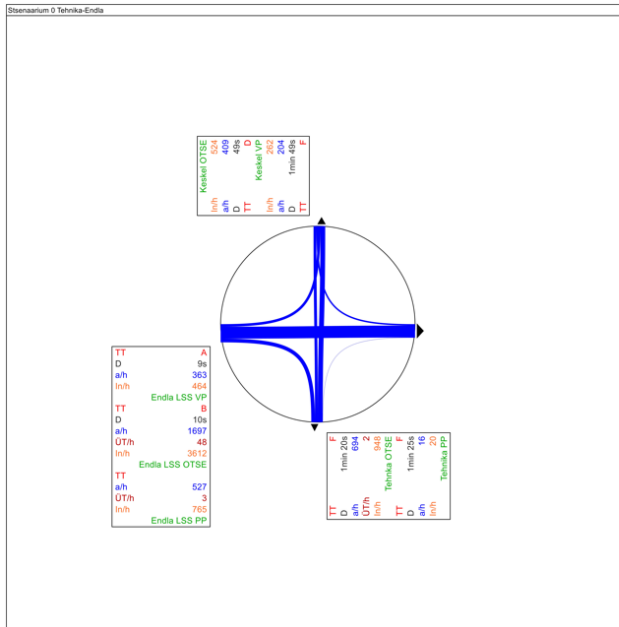 Stsenaarium 0 Tehnika-Endla
Keskel OTSE
In/h 524
a/h 409
D 49s
TT D
Keskel VP
In/h 262
a/h 204
D 1min 49s
TT F
TT A
D 9s
a/h 363
In/h 464
Endla LSS VP
TT B
D 10s
a/h 1697
ÜT/h 48
In/h 3612
Endla LSS OTSE
TT
a/h 527
ÜT/h 3
In/h 765
Endla LSS PP
TT F
D 1min 20s
a/h 694
ÜT/h 2
In/h 948
Tehnka OTSE
TT F
D 1min 25s
a/h 16
In/h 20
Tehnika PP